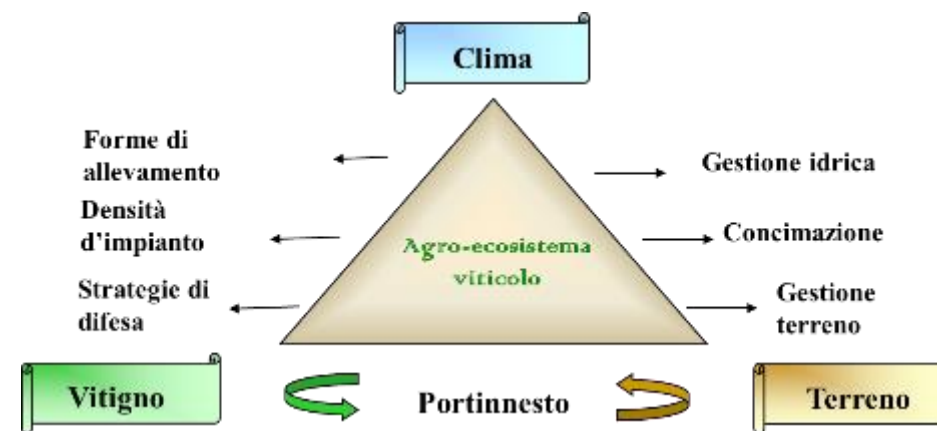 Clima
Forme di
allevamento
Densità
d'impianto
Strategie di
difesa
Agro-ecosistema
viticolo
Gestione idrica
Concimazione
Gestione
terreno
Vitigno
Portinnesto
Terreno